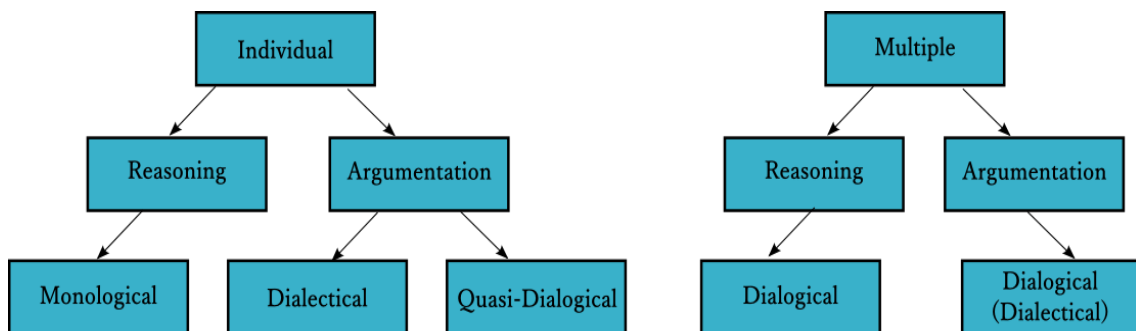 Individual
Multiple
Reasoning
Argumentation
Reasoning
Argumentation
Monological
Dialectical
Quasi-Dialogical
Dialogical
Dialogical
(Dialectical)